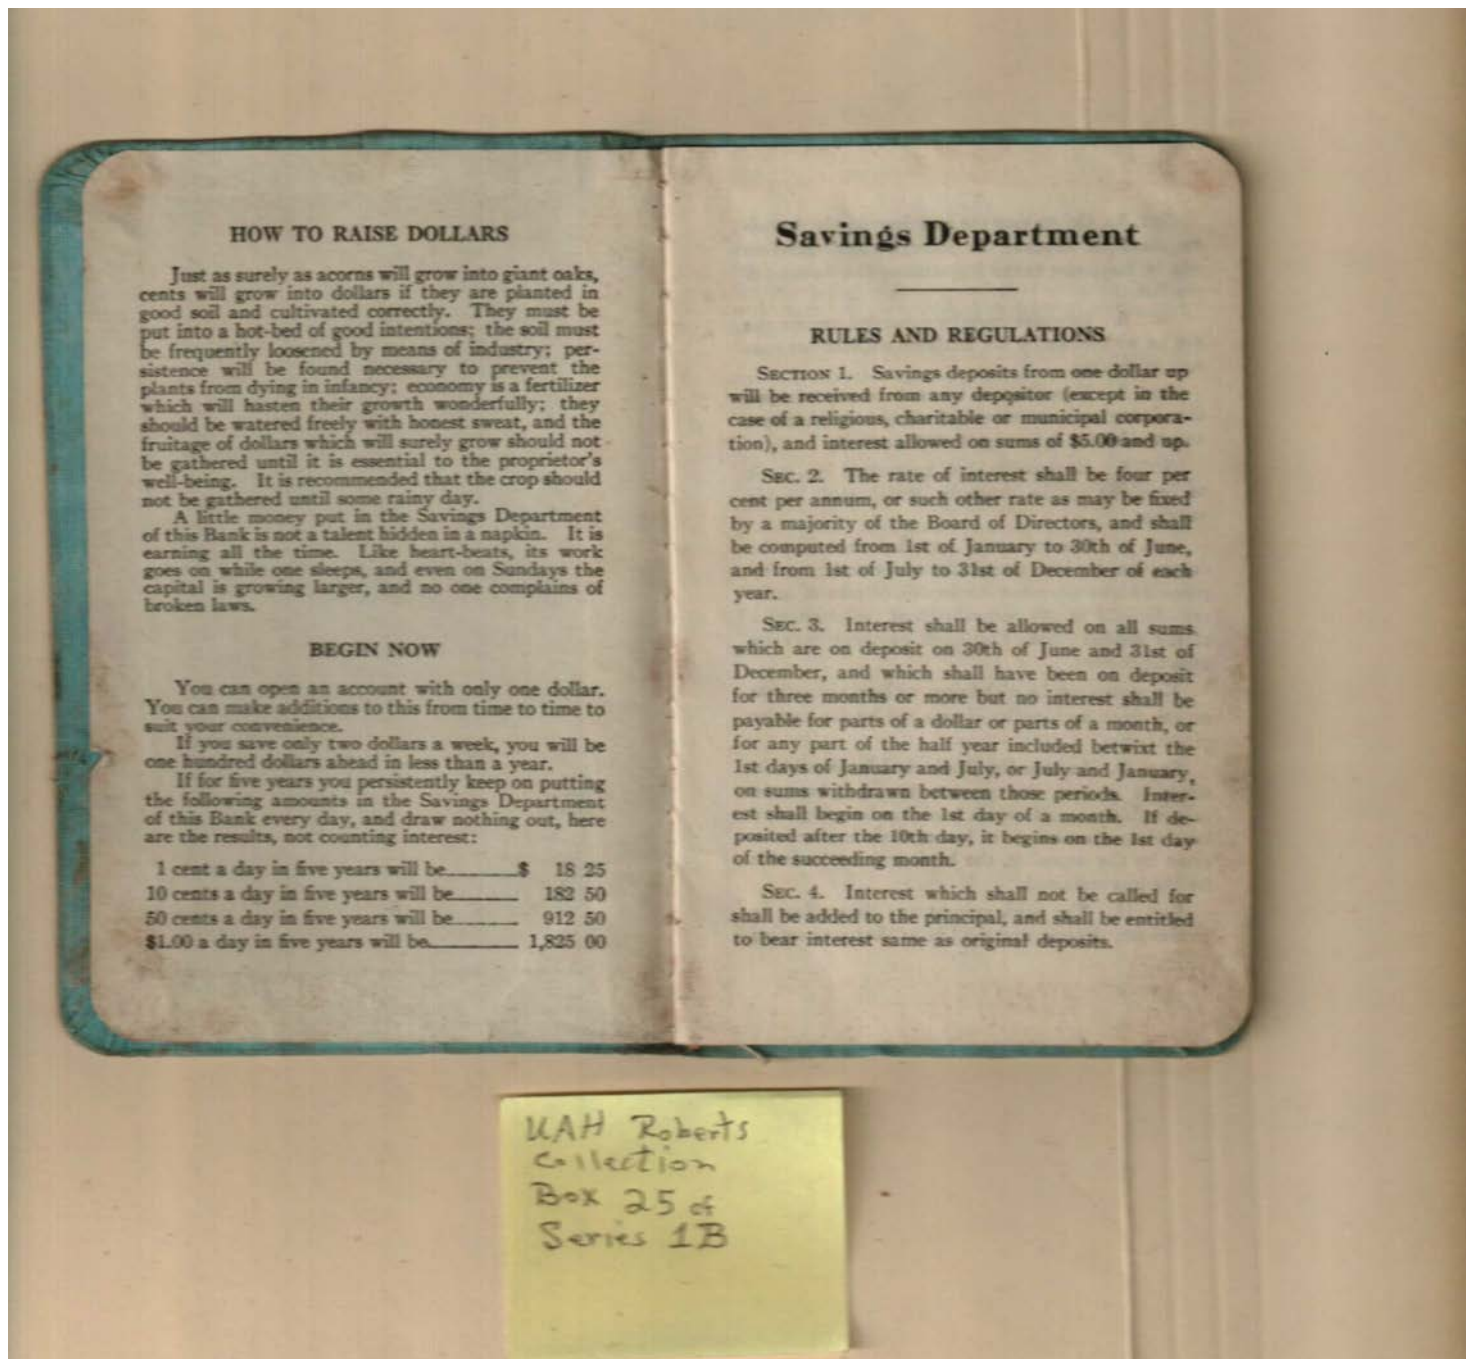 HOW TO RAISE DOLLARS
Just as surely as acorns will grow into giant oaks,
cents will grow into dollars if they are planted in
good soil and cultivated correctly. They must be
put into a hot-bed of good intentions; the soil must
be frequently loosened by means of industry; per-
sistence will be found necessary to prevent the
plants from dying in infancy; economy is a fertilizer
which will hasten their growth wonderfully; they
should be watered freely with honest sweat, and the
fruitage of dollars which will surely grow should not
be gathered until it is essential to the proprietor's
well-being. It is recommended that the crop should
not be gathered until some rainy day.
A little money put in the Savings Department
of this Bank is not a talent hidden in a napkin. It is
earning all the time. Like heart-beats, its work
goes on while one sleeps, and even on Sundays the
capital is growing larger, and no one complains of
broken laws.
BEGIN NOW
You can open an account with only one dollar.
You can make additions to this from time to time to
suit your convenience.
If you save only two dollars a week, you will be
one hundred dollars ahead in less than a year.
If for five years you persistently keep on putting
the following amounts in the Savings Department
of this Bank every day, and draw nothing out, here
are the results, not counting interest:
1 cent a day in five years will be $ 18 25
10 cents a day in five years will be 182 50
50 cents a day in five years will be 912 50
$1.00 a day in five years will be 1,825 00
Savings Department
RULES AND REGULATIONS
SECTION 1. Savings deposits from one dollar up
will be received from any depositor (except in the
case of a religious, charitable or municipal corpora-
tion), and interest allowed on sums of $5.00 and up.
SEC. 2. The rate of interest shall be four per
cent per annum, or such other rate as may be fixed
by a majority of the Board of Directors, and shall
be computed from 1st of January to 30th of June,
and from 1st of July to 31st of December of each
year.
SEC. 3. Interest shall be allowed on all sums
which are on deposit on 30th of June and 31st of
December, and which shall have been on deposit
for three months or more but no interest shall be
payable for parts of a dollar or parts of a month, or
for any part of the half year included betwixt the
1st days of January and July, or July and January,
on sums withdrawn between those periods. Inter-
est shall begin on the 1st day of a month. If de-
posited after the 10th day, it begins on the 1st day
of the succeeding month.
SEC. 4. Interest which shall not be called for
shall be added to the principal, and shall be entitled
to bear interest same as original deposits.
UAH Roberts
Collection
Box 25 of
Series 1B